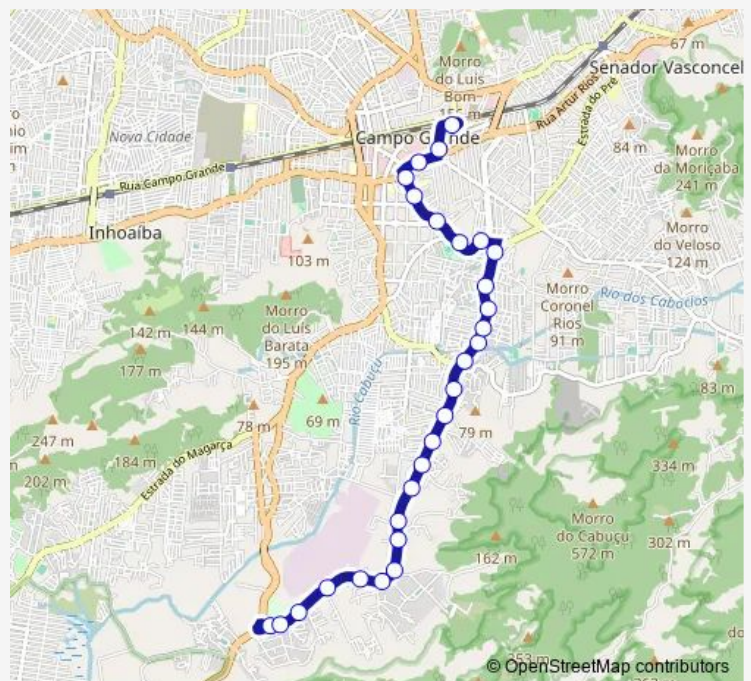 67 m
Morro
do Luís
Bom
155 m
Senador Vasconcel
Rua Artur Rios
Estrada do Pré
Nova Cidade
Campo Grande
84 m
Morro
da Moriçaba
241 m
Rua Campo Grande
Inhoaíba
103 m
Morro
do Veloso
124 m
Morro
Coronel
Rios
91 m
Rio dos Cabocios
142 m
144 m
Morro
do Luís
Barata
195 m
177 m
Rio Cabuçu
83 m
78 m
69 m
79 m
247 m
184 m
202 m
Estrada do Magarça
334 m
Morro
do Cabuçu
572 m
302 m
162 m
353 m
© OpenStreetMap contributors